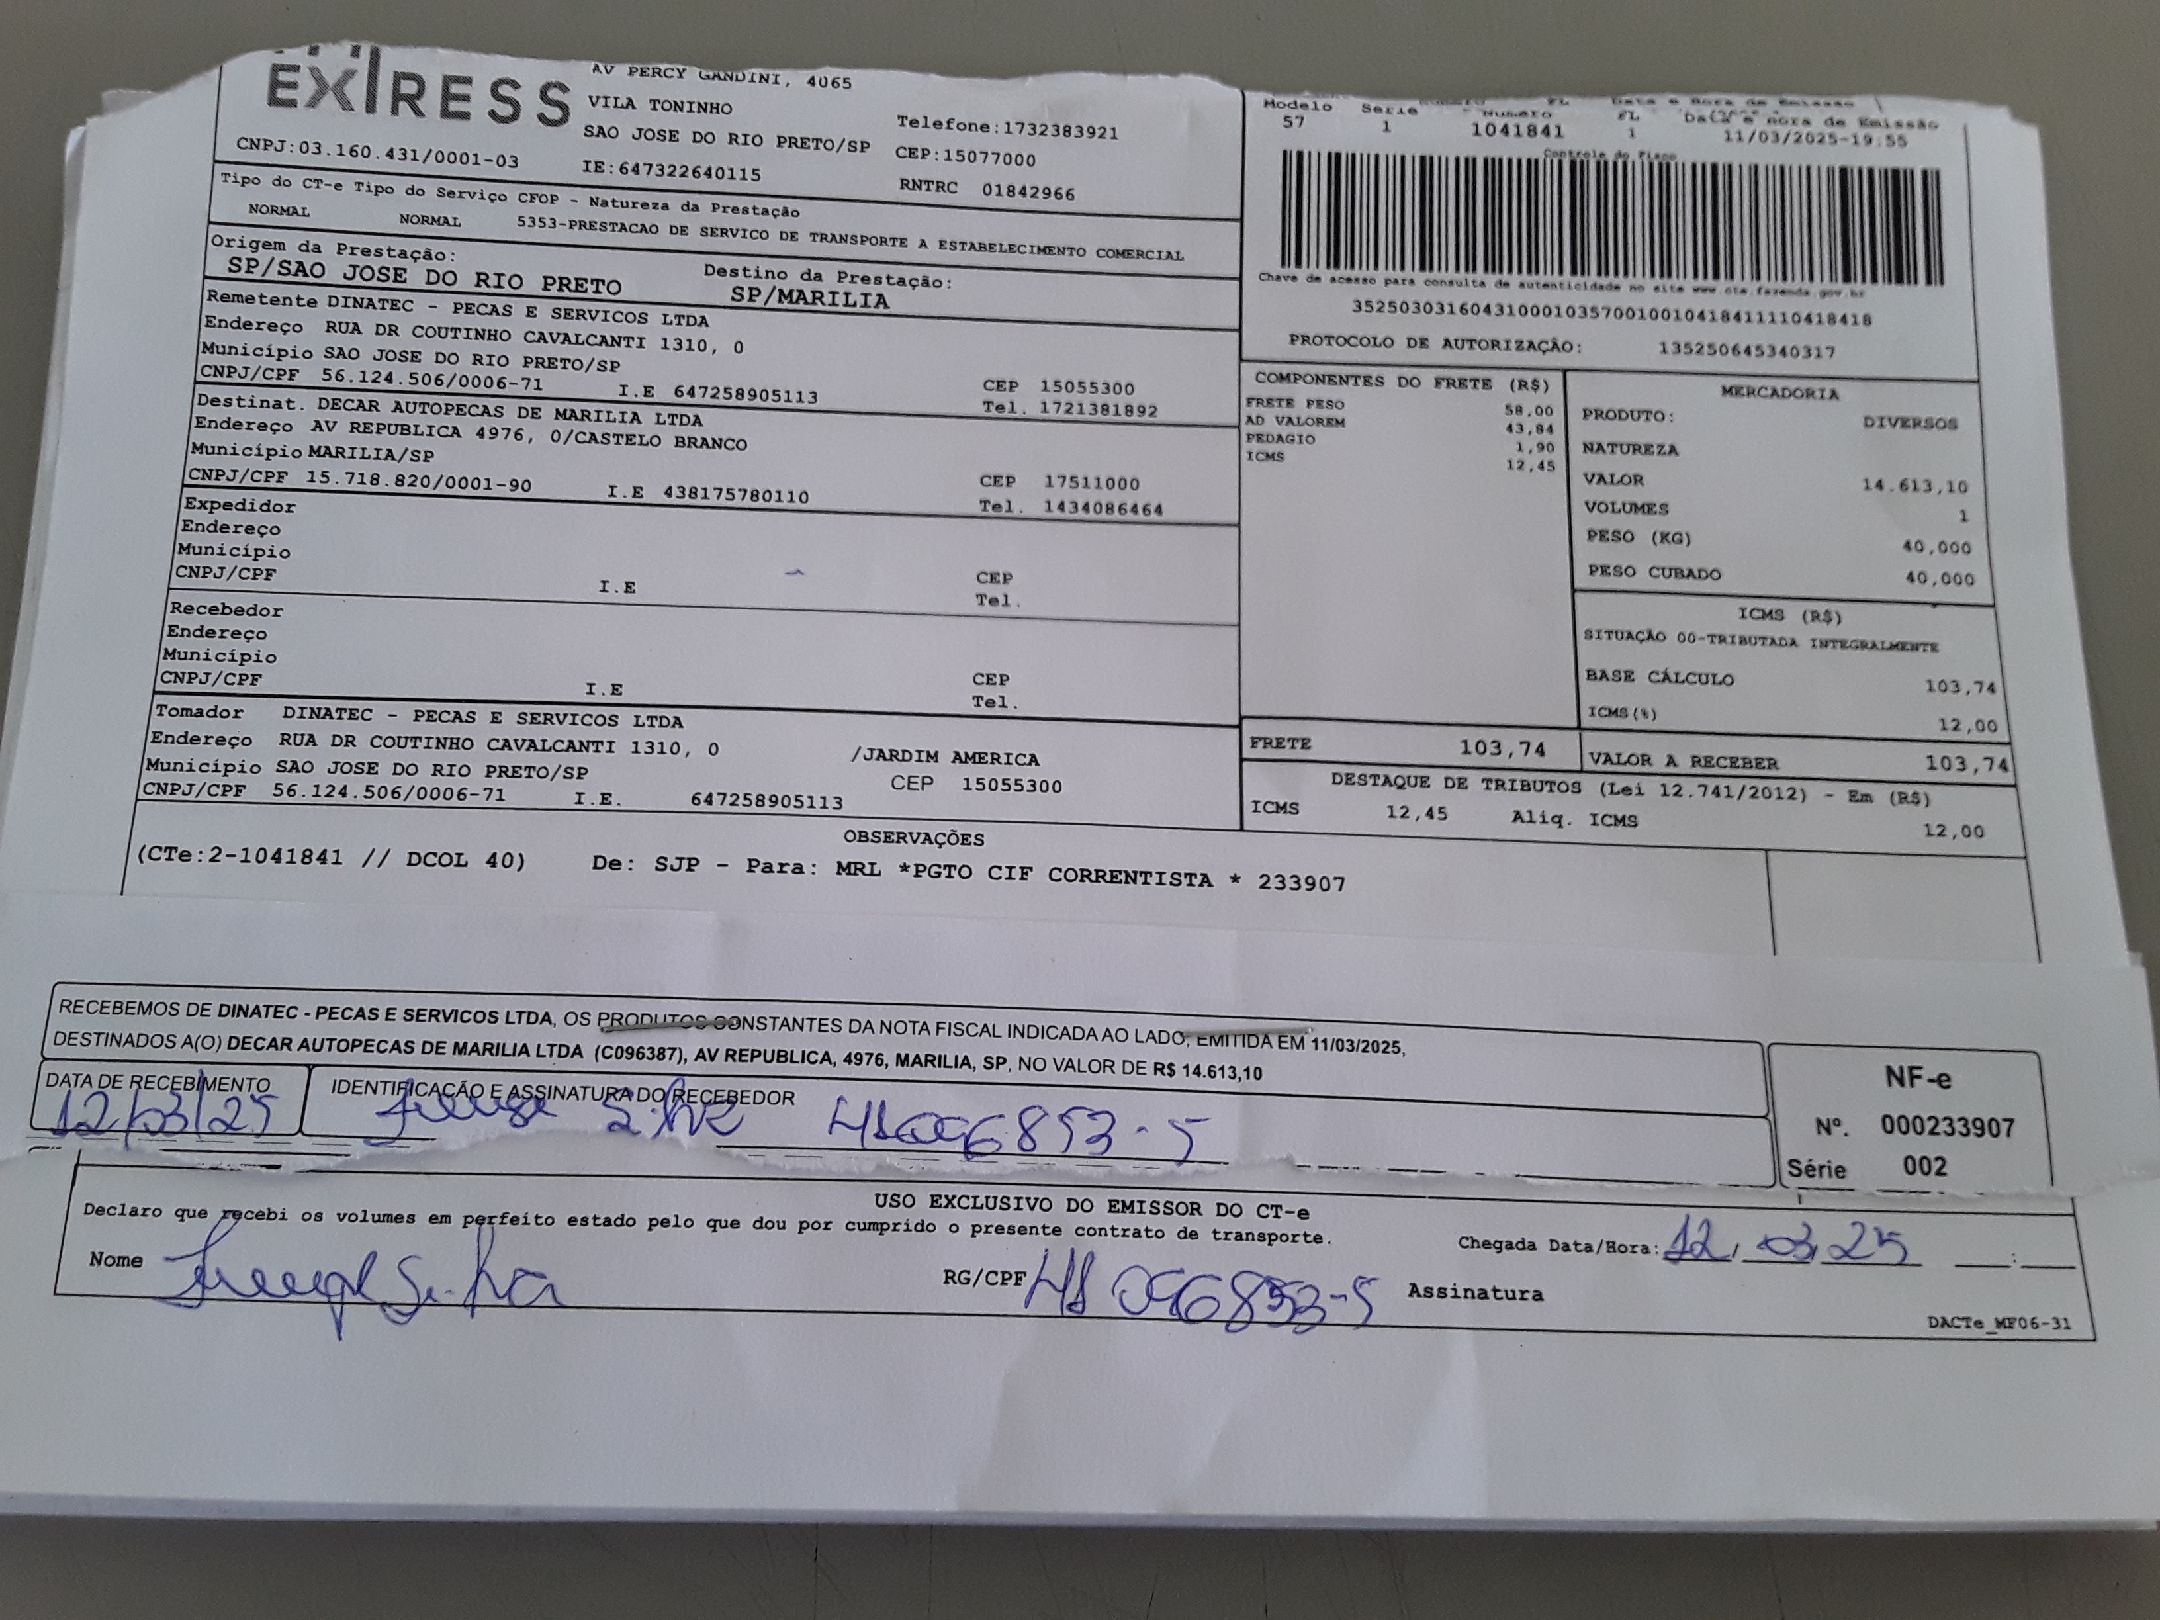 EXPRESS
AV PERCY GANDINI, 4065
VILA TONINHO
SAO JOSE DO RIO PRETO/SP
Telefone:1732383921
CEP:15077000
CNPJ:03.160.431/0001-03
IE:647322640115
RNTRC 01842966
Tipo do CT-e Tipo do Serviço CFOP - Natureza da Prestação
NORMAL NORMAL 5353-PRESTACAO DE SERVICO DE TRANSPORTE A ESTABELECIMENTO COMERCIAL
Origem da Prestação: Destino da Prestação:
SP/SAO JOSE DO RIO PRETO SP/MARILIA
Remetente DINATEC - PECAS E SERVICOS LTDA
Endereço RUA DR COUTINHO CAVALCANTI 1310, 0
Município SAO JOSE DO RIO PRETO/SP CEP 15055300
CNPJ/CPF 56.124.506/0006-71 I.E 647258905113 Tel. 1721381892
Destinat. DECAR AUTOPECAS DE MARILIA LTDA
Endereço AV REPUBLICA 4976, 0/CASTELO BRANCO
Município MARILIA/SP CEP 17511000
CNPJ/CPF 15.718.820/0001-90 I.E 438175780110 Tel. 1434086464
Expedidor
Endereço
Município CEP
CNPJ/CPF I.E Tel.
Recebedor
Endereço
Município CEP
CNPJ/CPF I.E Tel.
Tomador DINATEC - PECAS E SERVICOS LTDA
Endereço RUA DR COUTINHO CAVALCANTI 1310, 0 /JARDIM AMERICA
Município SAO JOSE DO RIO PRETO/SP CEP 15055300
CNPJ/CPF 56.124.506/0006-71 I.E. 647258905113
Modelo Serie Numero FL Data e Hora de Emissão
57 1 1041841 1 11/03/2025-19:55
Controle do Fisco
Chave de acesso para consulta de autenticidade no site www.cte.fazenda.gov.br
35250303160431000103570010010418411110418418
PROTOCOLO DE AUTORIZAÇÃO: 135250645340317
COMPONENTES DO FRETE (R$)
FRETE PESO 58,00
AD VALOREM 43,84
PEDAGIO 1,90
ICMS 12,45
MERCADORIA
PRODUTO: DIVERSOS
NATUREZA
VALOR 14.613,10
VOLUMES 1
PESO (KG) 40,000
PESO CUBADO 40,000
ICMS (R$)
SITUAÇÃO 00-TRIBUTADA INTEGRALMENTE
BASE CÁLCULO 103,74
ICMS(%) 12,00
FRETE 103,74 VALOR A RECEBER 103,74
DESTAQUE DE TRIBUTOS (Lei 12.741/2012) - Em (R$)
ICMS 12,45 Aliq. ICMS 12,00
OBSERVAÇÕES
(CTe:2-1041841 // DCOL 40) De: SJP - Para: MRL *PGTO CIF CORRENTISTA * 233907
RECEBEMOS DE DINATEC - PECAS E SERVICOS LTDA, OS PRODUTOS CONSTANTES DA NOTA FISCAL INDICADA AO LADO, EMITIDA EM 11/03/2025,
DESTINADOS A(O) DECAR AUTOPECAS DE MARILIA LTDA (C096387), AV REPUBLICA, 4976, MARILIA, SP, NO VALOR DE R$ 14.613,10
DATA DE RECEBIMENTO IDENTIFICAÇÃO E ASSINATURA DO RECEBEDOR
12/03/25 Silva 096853-5
NF-e
Nº. 000233907
Série 002
USO EXCLUSIVO DO EMISSOR DO CT-e
Declaro que recebi os volumes em perfeito estado pelo que dou por cumprido o presente contrato de transporte.
Chegada Data/Hora: 12, 03, 25 :
Nome Silva RG/CPF 096853-5 Assinatura
DACTe_MF06-31